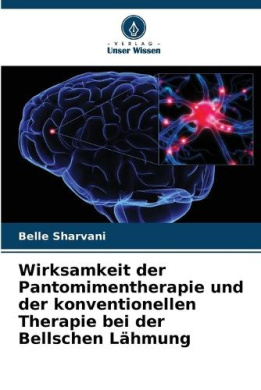 - VERLAG -
Unser Wissen
Belle Sharvani
Wirksamkeit der
Pantomimentherapie und
der konventionellen
Therapie bei der
Bellschen Lähmung